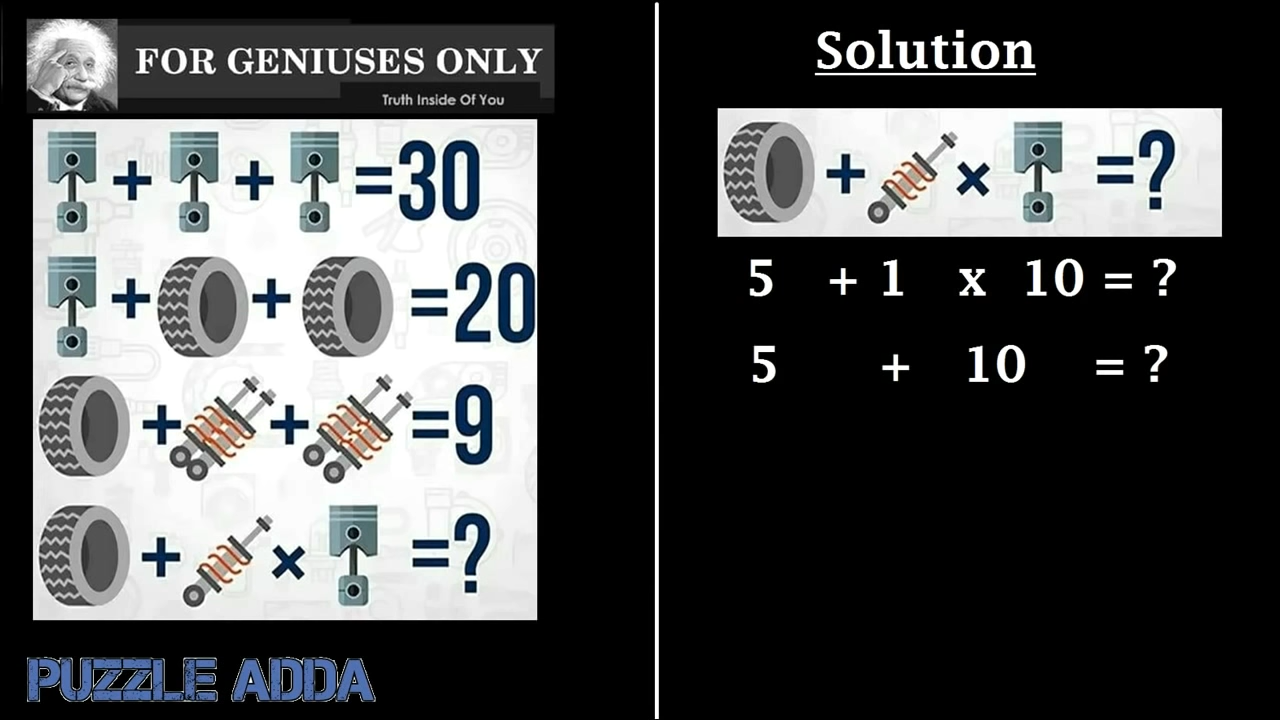 FOR GENIUSES ONLY
Truth Inside Of You
+ + =30
+ + =20
+ + =9
+ × =?
PUZZLE ADDA
Solution
+ × =?
5 + 1 x 10 = ?
5 + 10 = ?